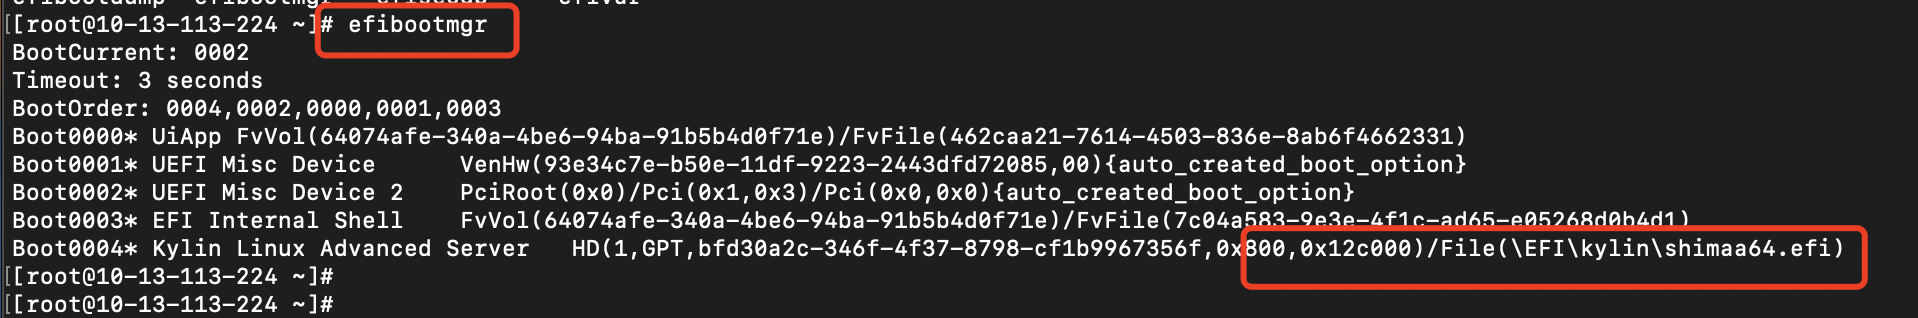 [[root@10-13-113-224 ~]# efibootmgr
BootCurrent: 0002
Timeout: 3 seconds
BootOrder: 0004,0002,0000,0001,0003
Boot0000* UiApp FvVol(64074afe-340a-4be6-94ba-91b5b4d0f71e)/FvFile(462caa21-7614-4503-836e-8ab6f4662331)
Boot0001* UEFI Misc Device      VenHw(93e34c7e-b50e-11df-9223-2443dfd72085,00){auto_created_boot_option}
Boot0002* UEFI Misc Device 2    PciRoot(0x0)/Pci(0x1,0x3)/Pci(0x0,0x0){auto_created_boot_option}
Boot0003* EFI Internal Shell    FvVol(64074afe-340a-4be6-94ba-91b5b4d0f71e)/FvFile(7c04a583-9e3e-4f1c-ad65-e05268d0b4d1)
Boot0004* Kylin Linux Advanced Server   HD(1,GPT,bfd30a2c-346f-4f37-8798-cf1b9967356f,0x800,0x12c000)/File(\EFI\kylin\shimaa64.efi)
[[root@10-13-113-224 ~]#
[[root@10-13-113-224 ~]#